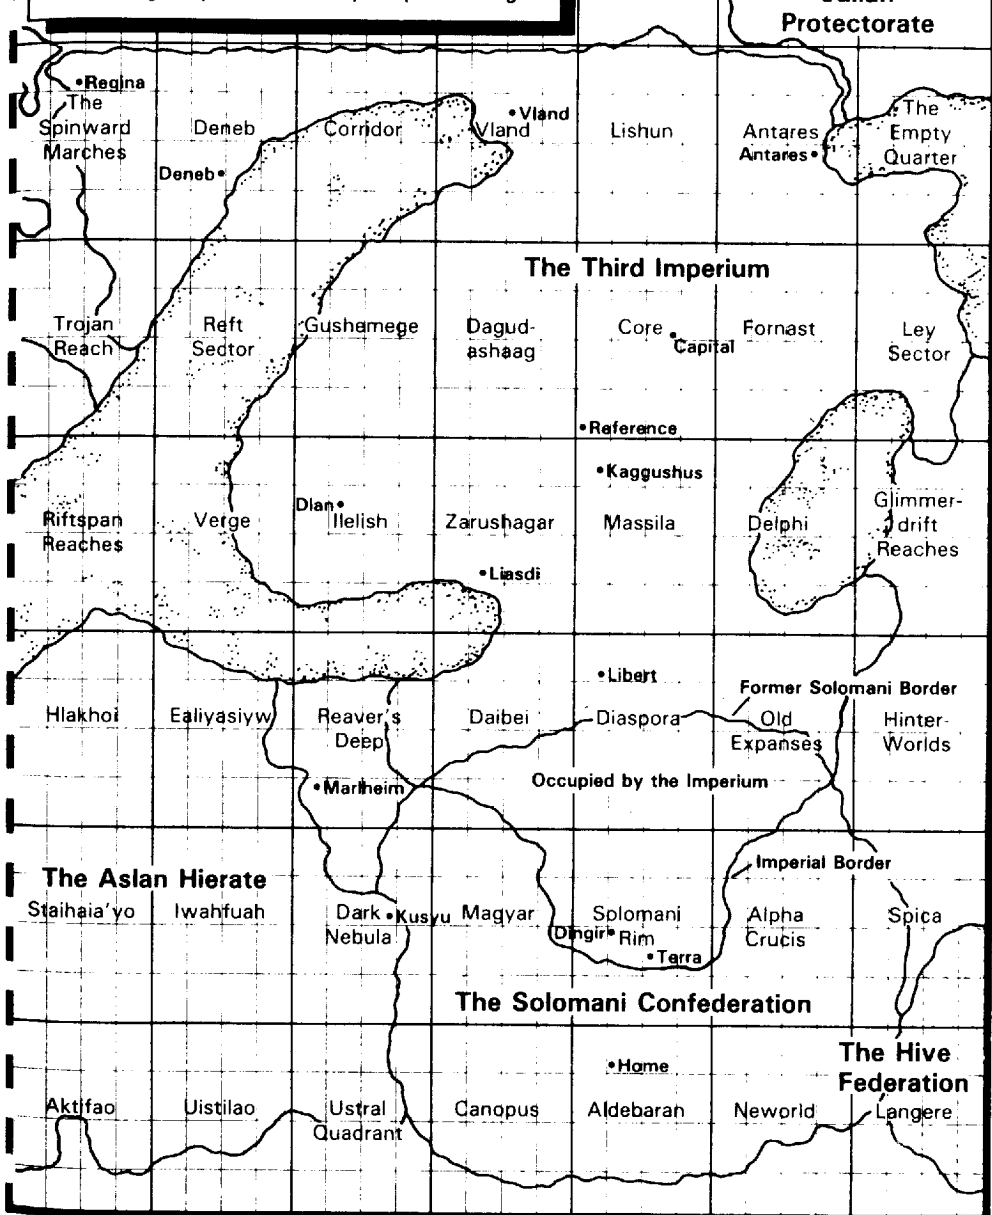 Protectorate
Regina
The
Spinward
Marches
Deneb
Deneb
Corridor
Vland
Vland
Lishun
Antares
Antares
The
Empty
Quarter
The Third Imperium
Trojan
Reach
Reft
Sector
Gushemege
Dagud-
ashaag
Core
Capital
Fornast
Ley
Sector
Reference
Kaggushus
Riftspan
Reaches
Verge
Dlan
Ilelish
Zarushagar
Massila
Delphi
Glimmer-
drift
Reaches
Liasdi
Libert
Former Solomani Border
Hlakhoi
Ealiyasiyw
Reaver's
Deep
Daibei
Diaspora
Old
Expanses
Hinter-
Worlds
Occupied by the Imperium
Marlheim
Imperial Border
The Aslan Hierate
Staihaia'yo
Iwahfuah
Dark
Nebula
Kusyu
Magyar
Solomani
Rim
Dingir
Terra
Alpha
Crucis
Spica
The Solomani Confederation
Home
The Hive
Federation
Aktifao
Uistilao
Ustral
Quadrant
Canopus
Aldebaran
Neworld
Langere